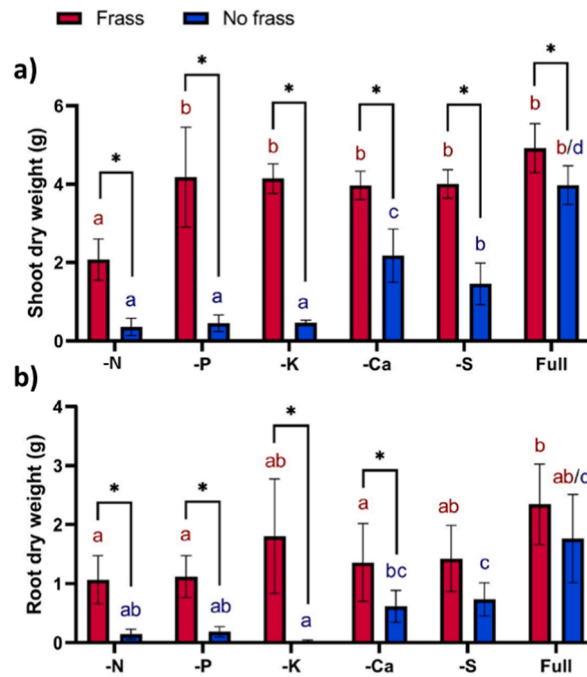 Frass No frass
a)
Shoot dry weight (g)
6
4
2
0
* * * * * *
a a b a b a b c b b b b/d
-N -P -K -Ca -S Full
b)
Root dry weight (g)
4
3
2
1
0
* * * *
a ab a ab ab a a bc ab c b
-N -P -K -Ca -S Full